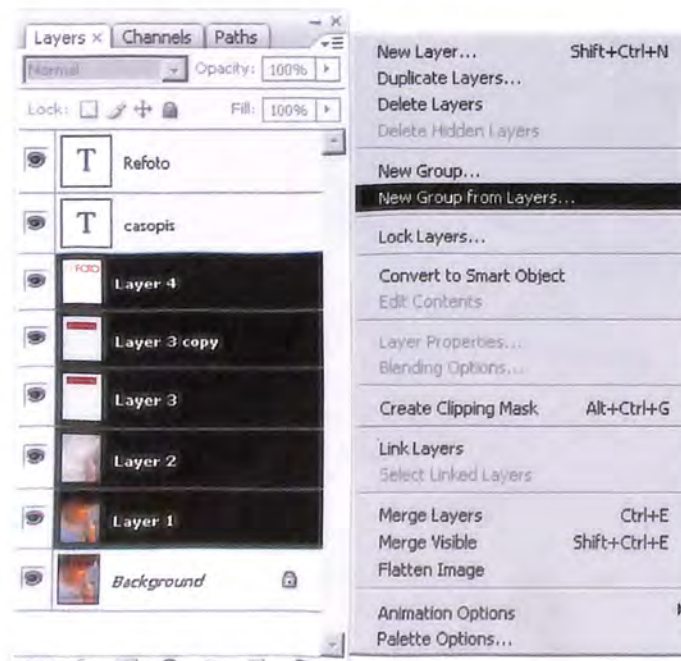 Layers × Channels Paths
Normal Opacity: 100%
Lock: Fill: 100%
T Refoto
T casopis
FOTO Layer 4
Layer 3 copy
Layer 3
Layer 2
Layer 1
Background
New Layer... Shift+Ctrl+N
Duplicate Layers...
Delete Layers
Delete Hidden Layers
New Group...
New Group from Layers...
Lock Layers...
Convert to Smart Object
Edit Contents
Layer Properties...
Blending Options...
Create Clipping Mask Alt+Ctrl+G
Link Layers
Select Linked Layers
Merge Layers Ctrl+E
Merge Visible Shift+Ctrl+E
Flatten Image
Animation Options
Palette Options...